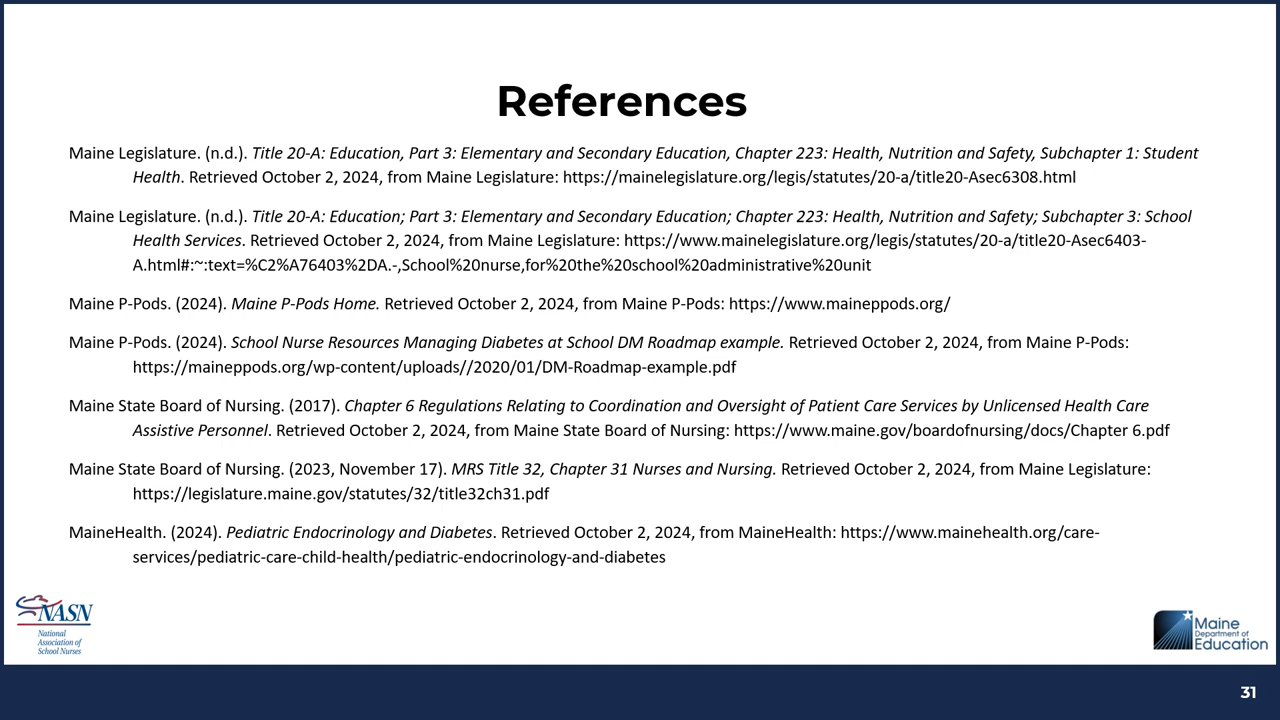 References
Maine Legislature. (n.d.). Title 20-A: Education, Part 3: Elementary and Secondary Education, Chapter 223: Health, Nutrition and Safety, Subchapter 1: Student
Health. Retrieved October 2, 2024, from Maine Legislature: https://mainelegislature.org/legis/statutes/20-a/title20-Asec6308.html
Maine Legislature. (n.d.). Title 20-A: Education; Part 3: Elementary and Secondary Education; Chapter 223: Health, Nutrition and Safety; Subchapter 3: School
Health Services. Retrieved October 2, 2024, from Maine Legislature: https://www.mainelegislature.org/legis/statutes/20-a/title20-Asec6403-
A.html#:~:text=%C2%A76403%2DA.-,School%20nurse,for%20the%20school%20administrative%20unit
Maine P-Pods. (2024). Maine P-Pods Home. Retrieved October 2, 2024, from Maine P-Pods: https://www.maineppods.org/
Maine P-Pods. (2024). School Nurse Resources Managing Diabetes at School DM Roadmap example. Retrieved October 2, 2024, from Maine P-Pods:
https://maineppods.org/wp-content/uploads//2020/01/DM-Roadmap-example.pdf
Maine State Board of Nursing. (2017). Chapter 6 Regulations Relating to Coordination and Oversight of Patient Care Services by Unlicensed Health Care
Assistive Personnel. Retrieved October 2, 2024, from Maine State Board of Nursing: https://www.maine.gov/boardofnursing/docs/Chapter 6.pdf
Maine State Board of Nursing. (2023, November 17). MRS Title 32, Chapter 31 Nurses and Nursing. Retrieved October 2, 2024, from Maine Legislature:
https://legislature.maine.gov/statutes/32/title32ch31.pdf
MaineHealth. (2024). Pediatric Endocrinology and Diabetes. Retrieved October 2, 2024, from MaineHealth: https://www.mainehealth.org/care-
services/pediatric-care-child-health/pediatric-endocrinology-and-diabetes
NASN
National
Association of
School Nurses
Maine
Department of
Education
31